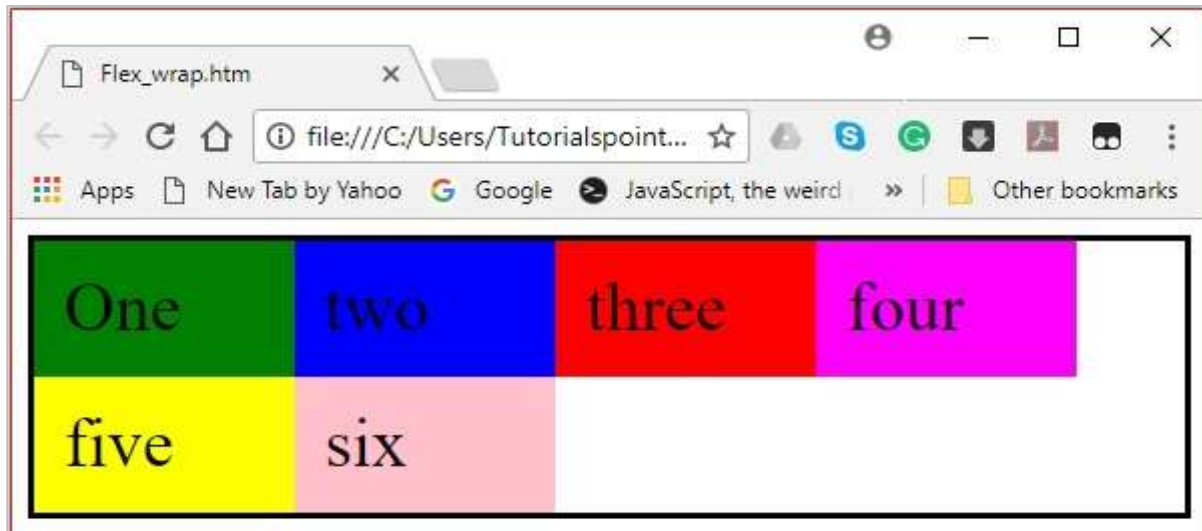 Flex_wrap.htm
file:///C:/Users/Tutorialspoint...
Apps New Tab by Yahoo Google JavaScript, the weird » Other bookmarks
One two three four
five six